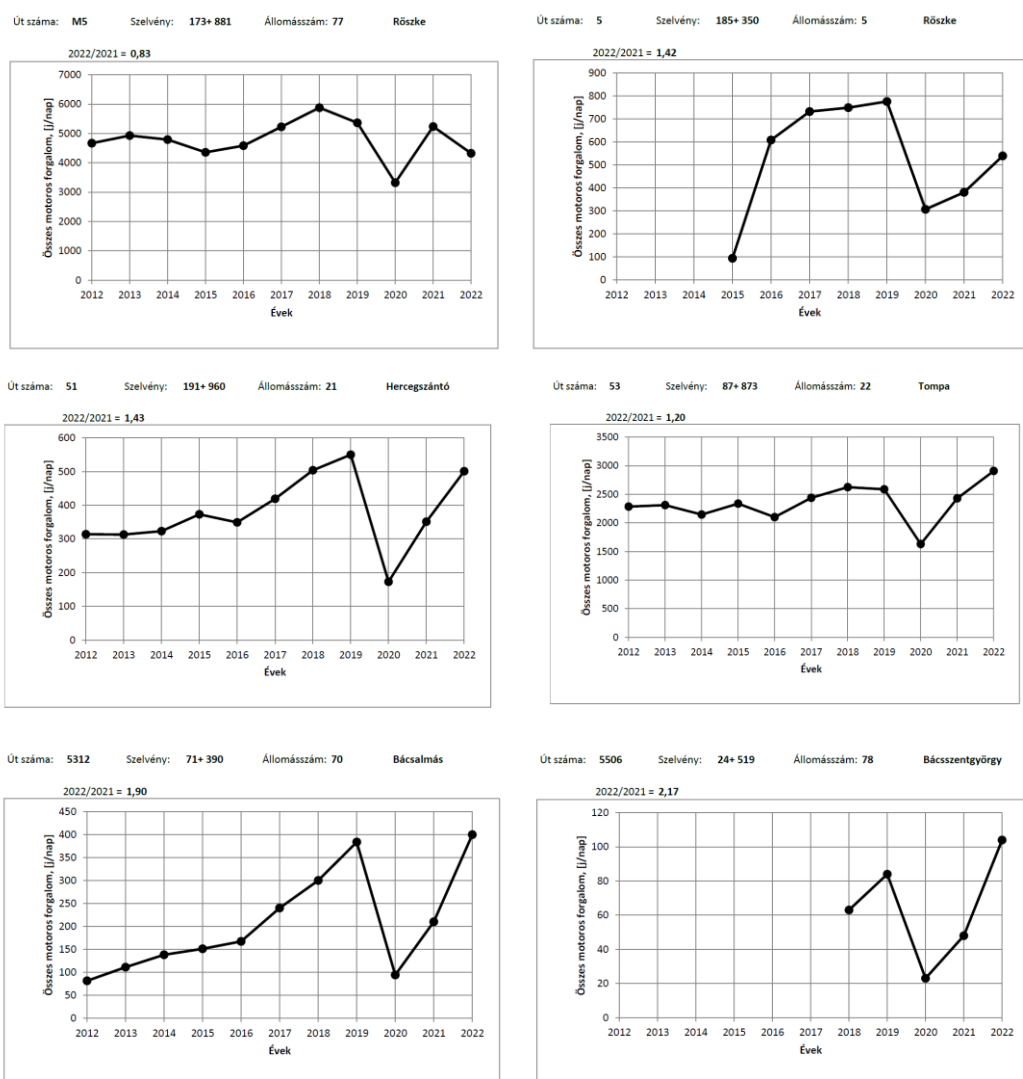 Út száma: M5 Szelvény: 173+ 881 Állomásszám: 77 Röszke
2022/2021 = 0,83
Összes motoros forgalom, [j/nap]
7000
6000
5000
4000
3000
2000
1000
0
2012 2013 2014 2015 2016 2017 2018 2019 2020 2021 2022
Évek
Út száma: 5 Szelvény: 185+ 350 Állomásszám: 5 Röszke
2022/2021 = 1,42
Összes motoros forgalom, [j/nap]
900
800
700
600
500
400
300
200
100
0
2012 2013 2014 2015 2016 2017 2018 2019 2020 2021 2022
Évek
Út száma: 51 Szelvény: 191+ 960 Állomásszám: 21 Hercegszántó
2022/2021 = 1,43
Összes motoros forgalom, [j/nap]
600
500
400
300
200
100
0
2012 2013 2014 2015 2016 2017 2018 2019 2020 2021 2022
Évek
Út száma: 53 Szelvény: 87+ 873 Állomásszám: 22 Tompa
2022/2021 = 1,20
Összes motoros forgalom, [j/nap]
3500
3000
2500
2000
1500
1000
500
0
2012 2013 2014 2015 2016 2017 2018 2019 2020 2021 2022
Évek
Út száma: 5312 Szelvény: 71+ 390 Állomásszám: 70 Bácsalmás
2022/2021 = 1,90
Összes motoros forgalom, [j/nap]
450
400
350
300
250
200
150
100
50
0
2012 2013 2014 2015 2016 2017 2018 2019 2020 2021 2022
Évek
Út száma: 5506 Szelvény: 24+ 519 Állomásszám: 78 Bácsszentgyörgy
2022/2021 = 2,17
Összes motoros forgalom, [j/nap]
120
100
80
60
40
20
0
2012 2013 2014 2015 2016 2017 2018 2019 2020 2021 2022
Évek